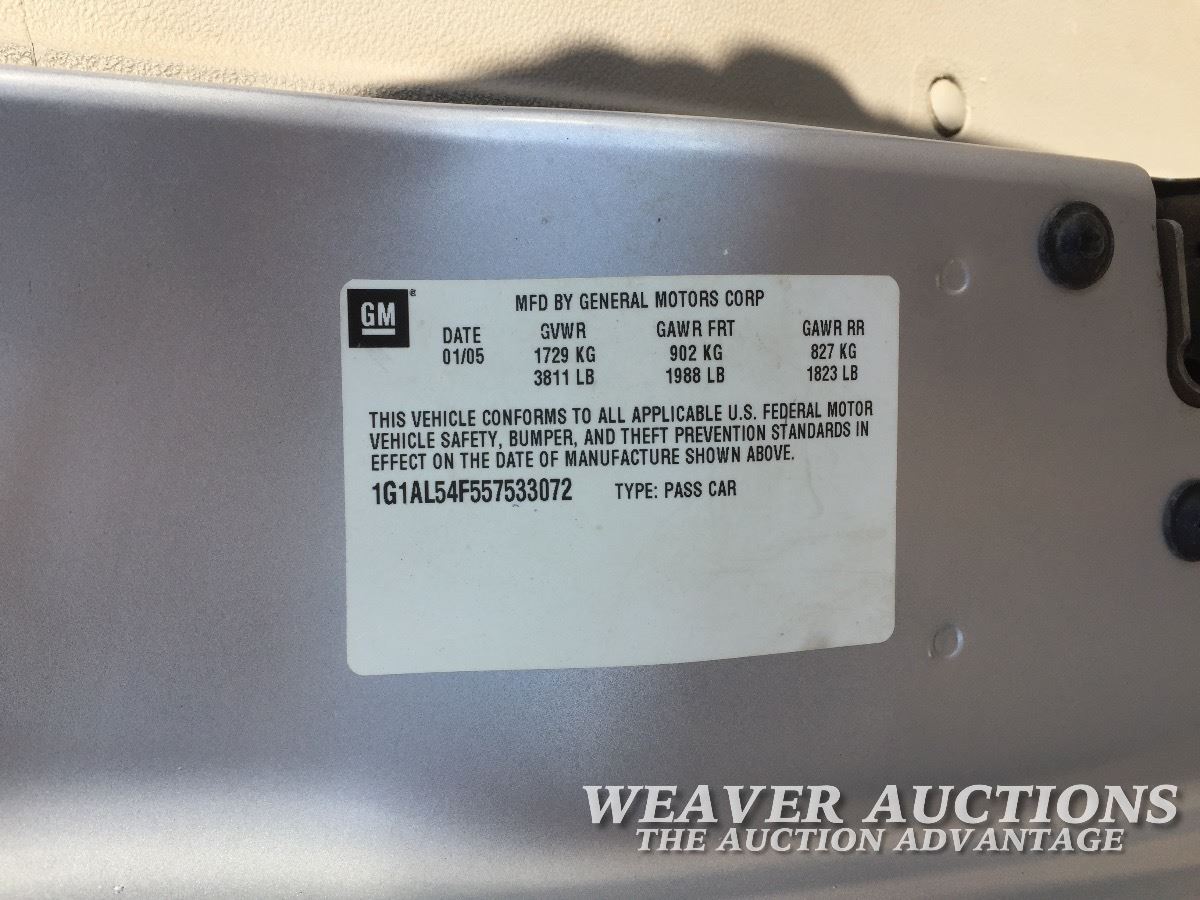 GM ®
MFD BY GENERAL MOTORS CORP
DATE GVWR GAWR FRT GAWR RR
01/05 1729 KG 902 KG 827 KG
3811 LB 1988 LB 1823 LB
THIS VEHICLE CONFORMS TO ALL APPLICABLE U.S. FEDERAL MOTOR
VEHICLE SAFETY, BUMPER, AND THEFT PREVENTION STANDARDS IN
EFFECT ON THE DATE OF MANUFACTURE SHOWN ABOVE.
1G1AL54F557533072 TYPE: PASS CAR
WEAVER AUCTIONS
THE AUCTION ADVANTAGE